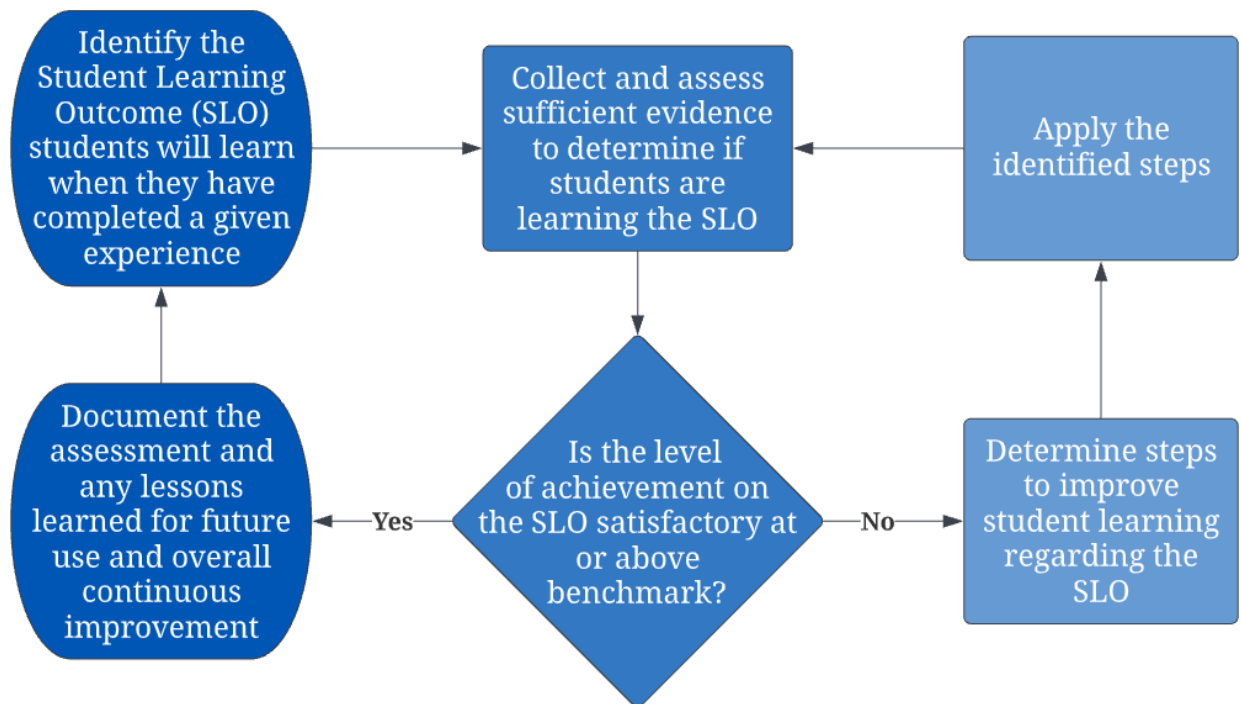 Identify the
Student Learning
Outcome (SLO)
students will learn
when they have
completed a given
experience
Collect and assess
sufficient evidence
to determine if
students are
learning the SLO
Apply the
identified steps
Document the
assessment and
any lessons
learned for future
use and overall
continuous
improvement
Yes
Is the level
of achievement on
the SLO satisfactory at
or above
benchmark?
No
Determine steps
to improve
student learning
regarding the
SLO